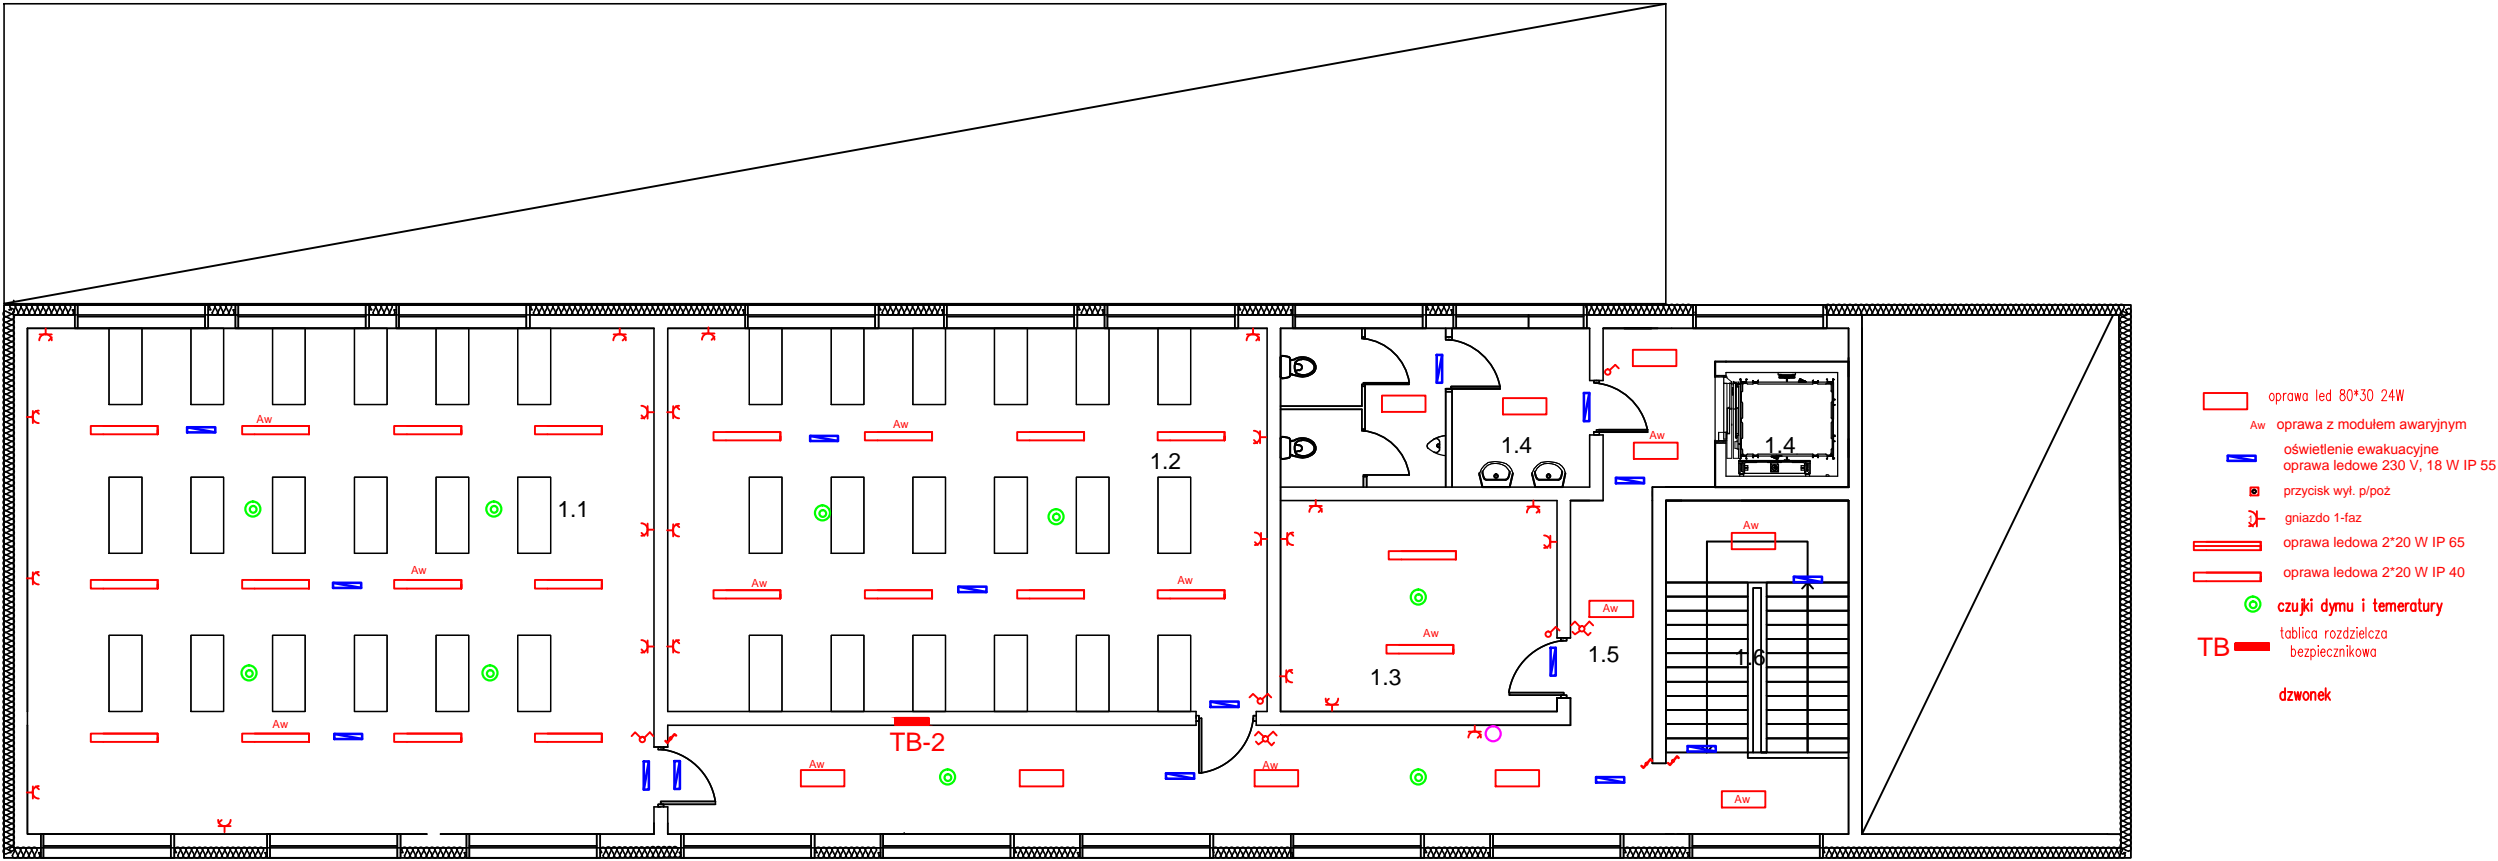 Aw
Aw
1.1
Aw
Aw
Aw
1.2
Aw
Aw
TB-2
Aw
Aw
1.4
Aw
1.4
Aw
Aw
Aw
1.3
1.5
1.6
Aw
oprawa led 80*30 24W
Aw oprawa z modułem awaryjnym
oświetlenie ewakuacyjne
oprawa ledowe 230 V, 18 W IP 55
przycisk wył. p/poż
1 gniazdo 1-faz
oprawa ledowa 2*20 W IP 65
oprawa ledowa 2*20 W IP 40
czujki dymu i temeratury
TB tablica rozdzielcza
bezpiecznikowa
dzwonek